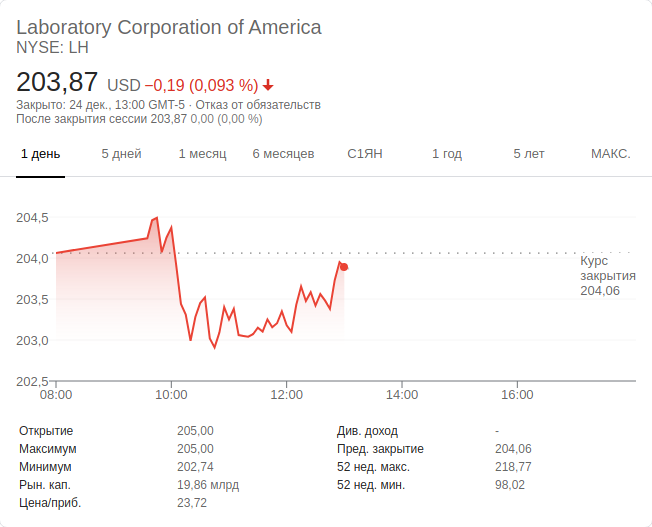 Laboratory Corporation of America
NYSE: LH
203,87 USD −0,19 (0,093 %)
Закрыто: 24 дек., 13:00 GMT-5 · Отказ от обязательств
После закрытия сессии 203,87 0,00 (0,00 %)
1 день 5 дней 1 месяц 6 месяцев С1ЯН 1 год 5 лет МАКС.
204,5
204,0
203,5
203,0
202,5
Курс
закрытия
204,06
08:00 10:00 12:00 14:00 16:00
Открытие 205,00 Див. доход -
Максимум 205,00 Пред. закрытие 204,06
Минимум 202,74 52 нед. макс. 218,77
Рын. кап. 19,86 млрд 52 нед. мин. 98,02
Цена/приб. 23,72